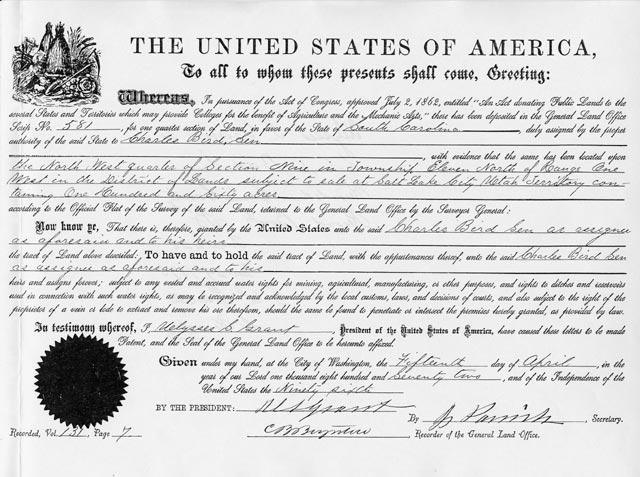 THE UNITED STATES OF AMERICA,
To all to whom these presents shall come, Greeting:
Whereas, In pursuance of the Act of Congress, approved July 2, 1862, entitled "An Act donating Public Lands to the
several States and Territories which may provide Colleges for the benefit of Agriculture and the Mechanic Arts," there has been deposited in the General Land Office
Scrip No. 581, for one quarter section of Land, in favor of the State of South Carolina duly assigned by the proper
authority of the said State to Charles Bird, Sen
, with evidence that the same has been located upon
the North West quarter of Section Nine in Township Eleven North of Range One
West in the District of Lands subject to sale at Salt Lake City Utah Territory con-
taining One Hundred and Sixty acres
according to the Official Plat of the Survey of the said Land, returned to the General Land Office by the Surveyor General:
Now know ye, That there is, therefore, granted by the United States unto the said Charles Bird Sen as assignee
as aforesaid and to his heirs
the tract of Land above described; To have and to hold the said tract of Land, with the appurtenances thereof, unto the said Charles Bird Sen
as assignee as aforesaid and to his
heirs and assigns forever; subject to any vested and accrued water rights for mining, agricultural, manufacturing, or other purposes, and rights to ditches and reservoirs
used in connection with such water rights, as may be recognized and acknowledged by the local customs, laws, and decisions of courts, and also subject to the right of the
proprietor of a vein or lode to extract and remove his ore therefrom, should the same be found to penetrate or intersect the premises hereby granted, as provided by law.
In testimony whereof, I, Ulysses S. Grant, President of the United States of America, have caused these letters to be made
Patent, and the Seal of the General Land Office to be hereunto affixed.
Given under my hand, at the City of Washington, the Fifteenth day of April, in the
year of our Lord one thousand eight hundred and Seventy two, and of the Independence of the
United States the Ninety sixth
BY THE PRESIDENT: U.S. Grant
By Parrish Secretary.
Recorded, Vol. 131, Page 7 Recorder of the General Land Office.